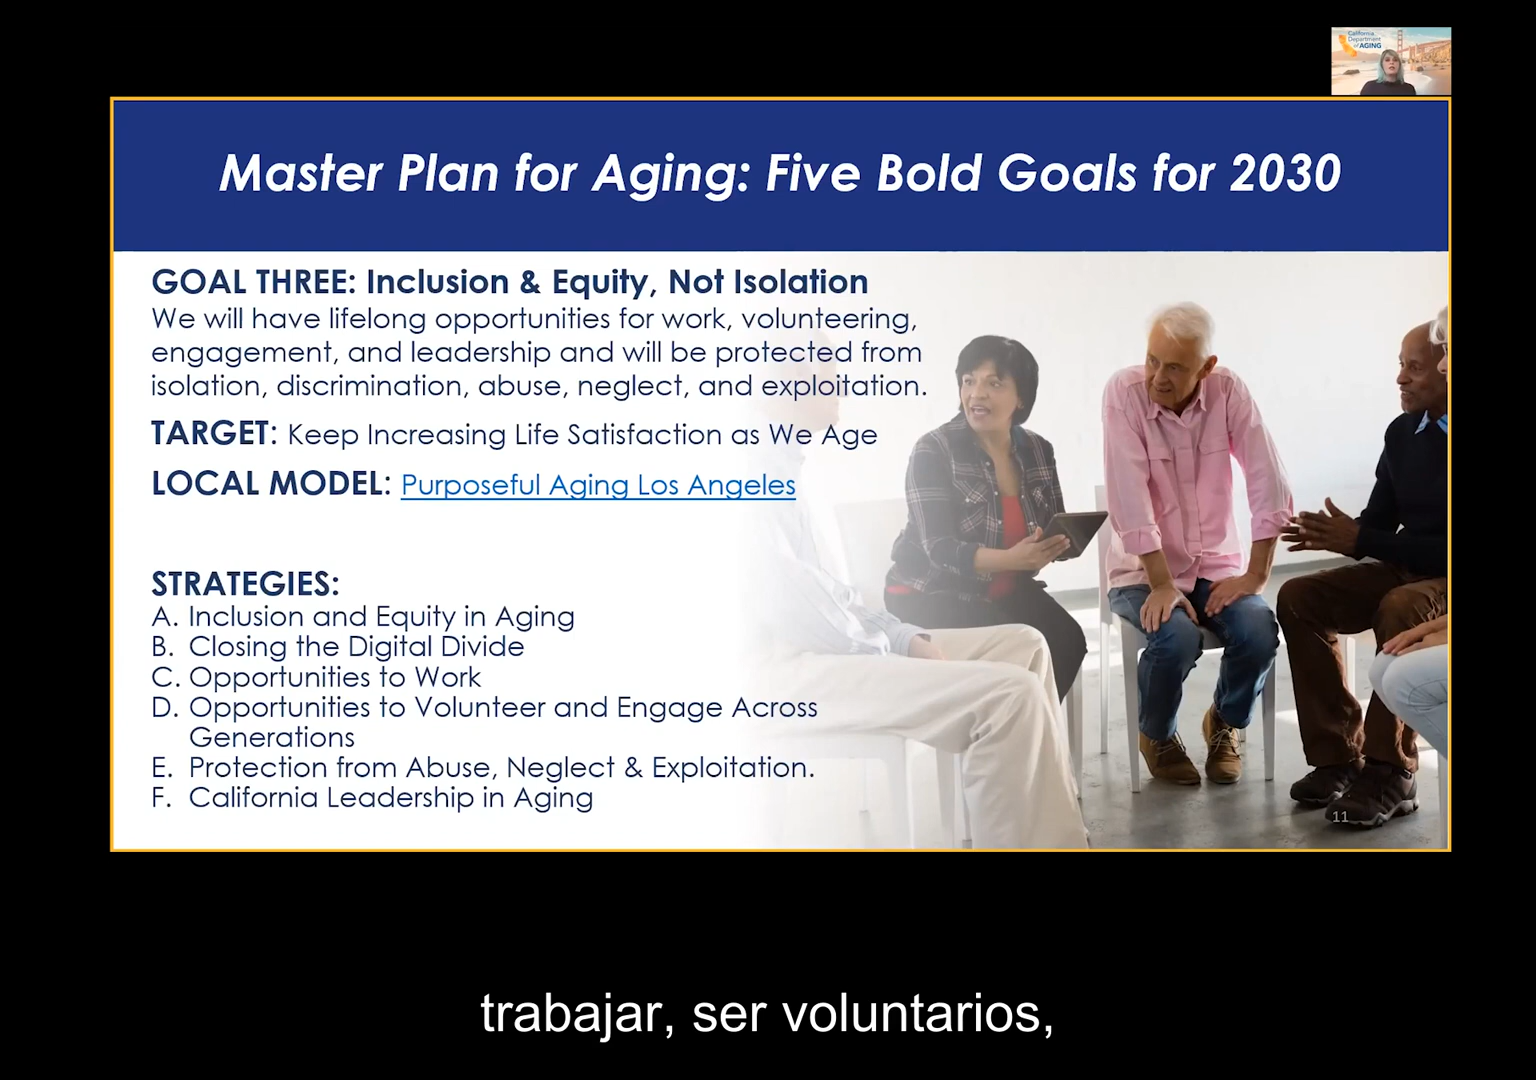 California
Department
of AGING
Master Plan for Aging: Five Bold Goals for 2030
GOAL THREE: Inclusion & Equity, Not Isolation
We will have lifelong opportunities for work, volunteering,
engagement, and leadership and will be protected from
isolation, discrimination, abuse, neglect, and exploitation.
TARGET: Keep Increasing Life Satisfaction as We Age
LOCAL MODEL: Purposeful Aging Los Angeles
STRATEGIES:
A. Inclusion and Equity in Aging
B. Closing the Digital Divide
C. Opportunities to Work
D. Opportunities to Volunteer and Engage Across
Generations
E. Protection from Abuse, Neglect & Exploitation.
F. California Leadership in Aging
11
trabajar, ser voluntarios,